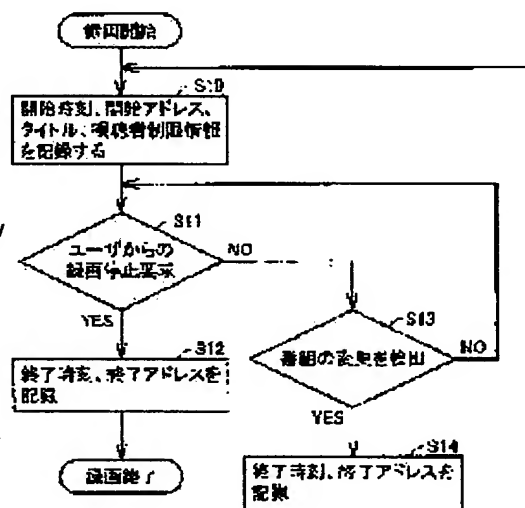 録画開始
S10
開始時刻、開始アドレス、
タイトル、視聴者制限情報
を記録する
S11
ユーザからの
録画停止要求
NO
YES
S12
終了時刻、終了アドレスを
記録
録画終了
S13
番組の変更を検出
NO
YES
S14
終了時刻、終了アドレスを
記録